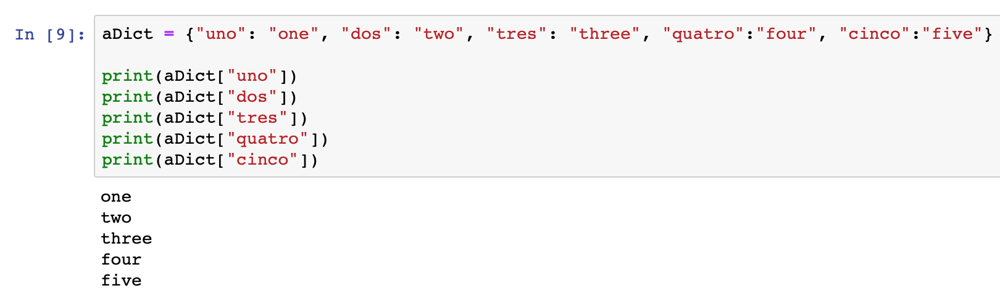 In [9]: aDict = {"uno": "one", "dos": "two", "tres": "three", "quatro":"four", "cinco":"five"}
print(aDict["uno"])
print(aDict["dos"])
print(aDict["tres"])
print(aDict["quatro"])
print(aDict["cinco"])
one
two
three
four
five